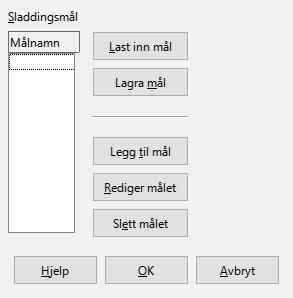 Sladdingsmål
Målnamn
Last inn mål
Lagra mål
Legg til mål
Rediger målet
Slett målet
Hjelp
OK
Avbryt